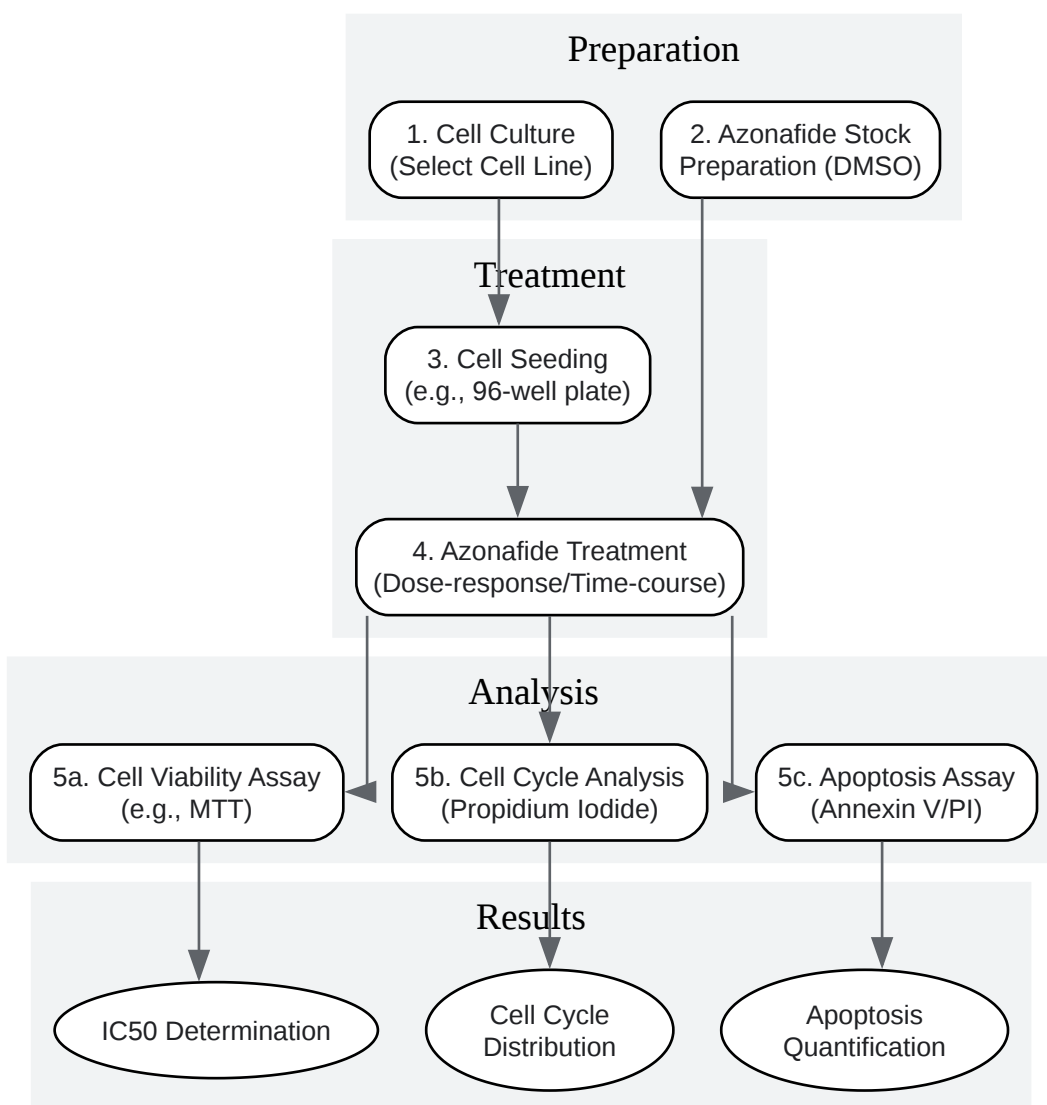 Preparation
1. Cell Culture
(Select Cell Line)
2. Azonafide Stock
Preparation (DMSO)
Treatment
3. Cell Seeding
(e.g., 96-well plate)
4. Azonafide Treatment
(Dose-response/Time-course)
Analysis
5a. Cell Viability Assay
(e.g., MTT)
5b. Cell Cycle Analysis
(Propidium Iodide)
5c. Apoptosis Assay
(Annexin V/PI)
Results
IC50 Determination
Cell Cycle
Distribution
Apoptosis
Quantification